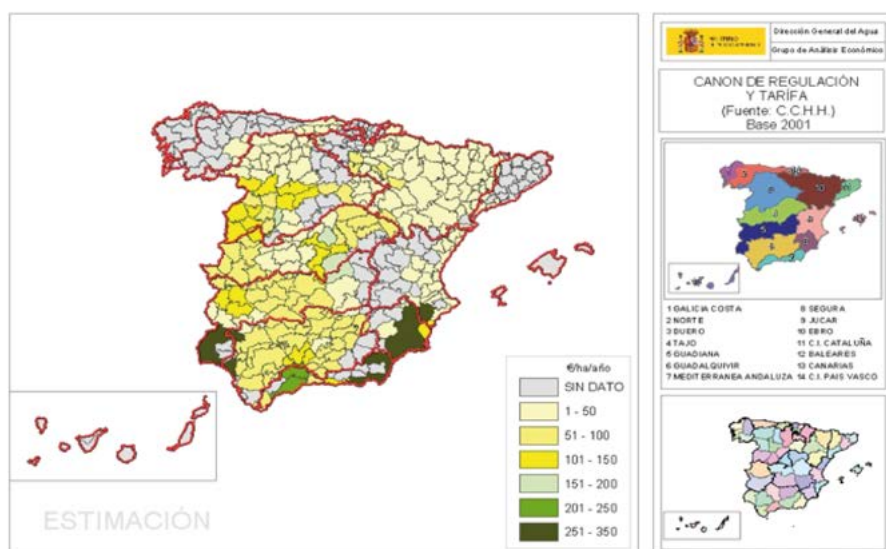 Dirección General del Agua
Grupo de Análisis Económico
CANON DE REGULACIÓN
Y TARÍFA
(Fuente: C.C.H.H.)
Base 2001
1 GALICIA COSTA
2 NORTE
3 DUERO
4 TAJO
5 GUADIANA
6 GUADALQUIVIR
7 MEDITERRANEA ANDALUZA
8 SEGURA
9 JUCAR
10 EBRO
11 C.I. CATALUÑA
12 BALEARES
13 CANARIAS
14 C.I. PAIS VASCO
€/ha/año
SIN DATO
1 - 50
51 - 100
101 - 150
151 - 200
201 - 250
251 - 350
ESTIMACIÓN